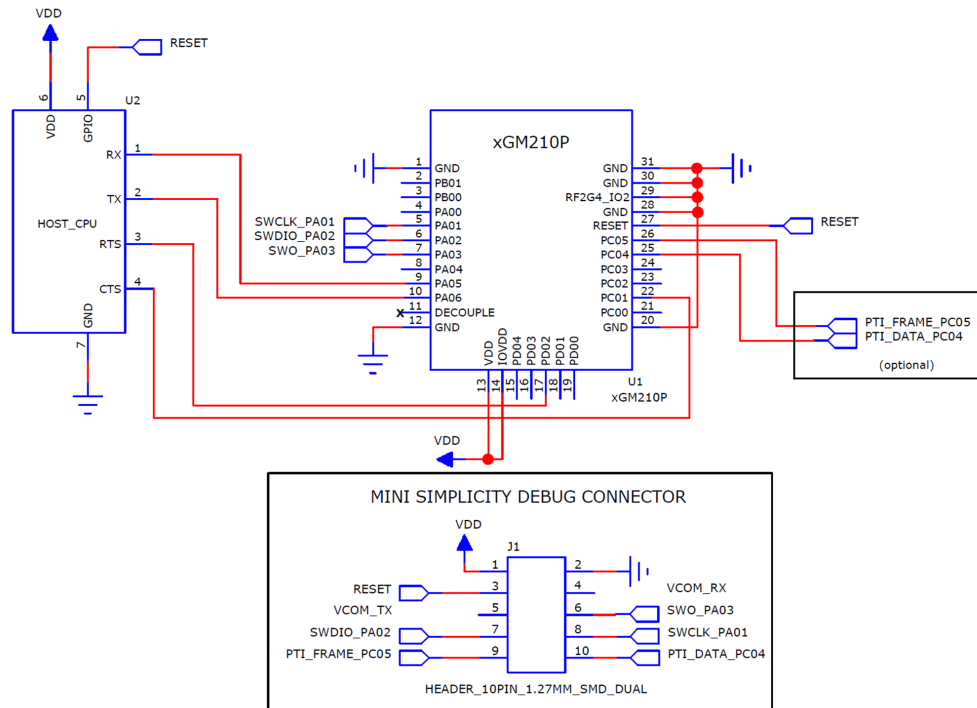 VDD
RESET
6
5
U2
VDD
GPIO
RX
1
TX
2
HOST_CPU
RTS
3
CTS
4
GND
7
xGM210P
1
GND
2
PB01
3
PB00
4
PA00
SWCLK_PA01
5
PA01
SWDIO_PA02
6
PA02
SWO_PA03
7
PA03
8
PA04
9
PA05
10
PA06
x
11
DECOUPLE
12
GND
GND
31
GND
30
RF2G4_IO2
29
GND
28
RESET
27
RESET
PC05
26
PC04
25
PC03
24
PC02
23
PC01
22
PC00
21
GND
20
VDD
IOVDD
PD04
PD03
PD02
PD01
PD00
13
14
15
16
17
18
19
U1
xGM210P
PTI_FRAME_PC05
PTI_DATA_PC04
(optional)
VDD
MINI SIMPLICITY DEBUG CONNECTOR
VDD
J1
1
2
RESET
3
4
VCOM_RX
VCOM_TX
5
6
SWO_PA03
SWDIO_PA02
7
8
SWCLK_PA01
PTI_FRAME_PC05
9
10
PTI_DATA_PC04
HEADER_10PIN_1.27MM_SMD_DUAL